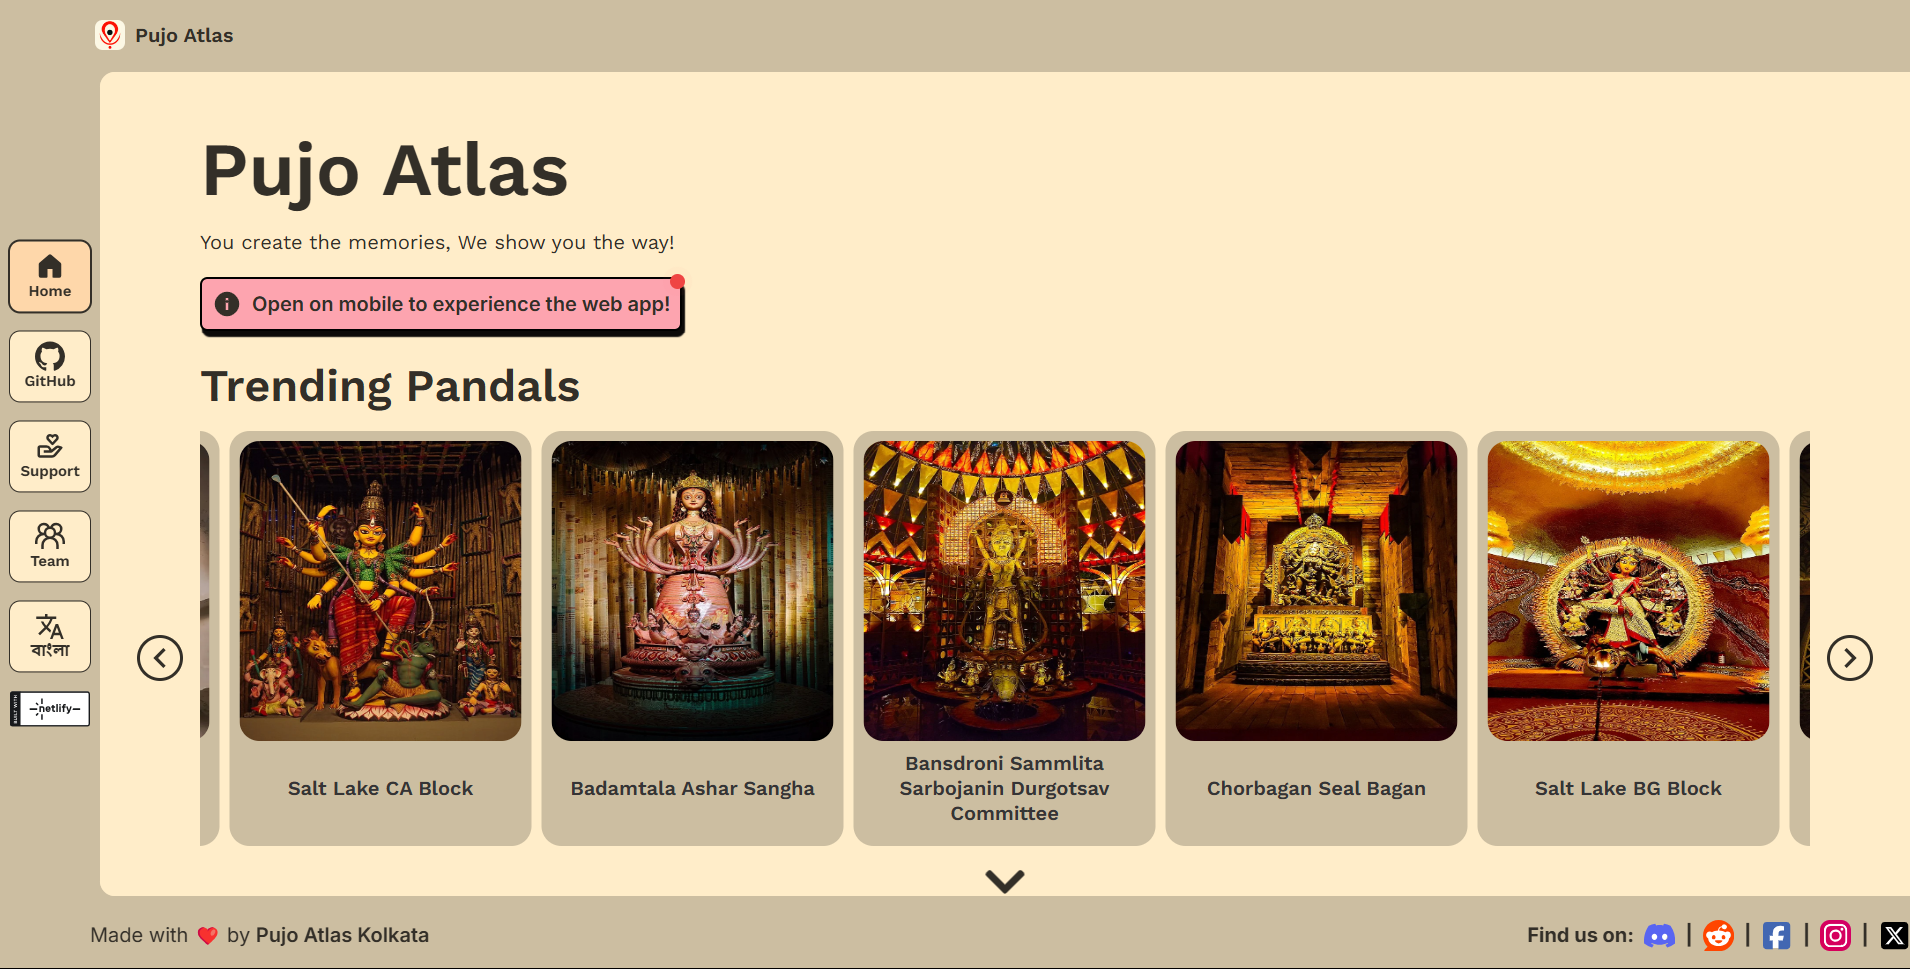 Pujo Atlas
Pujo Atlas
You create the memories, We show you the way!
Open on mobile to experience the web app!
Trending Pandals
Home
GitHub
Support
Team
বাংলা
BUILT WITH
netlify
Salt Lake CA Block
Badamtala Ashar Sangha
Bansdroni Sammlita
Sarbojanin Durgotsav
Committee
Chorbagan Seal Bagan
Salt Lake BG Block
Made with ❤️ by Pujo Atlas Kolkata
Find us on: | | | |